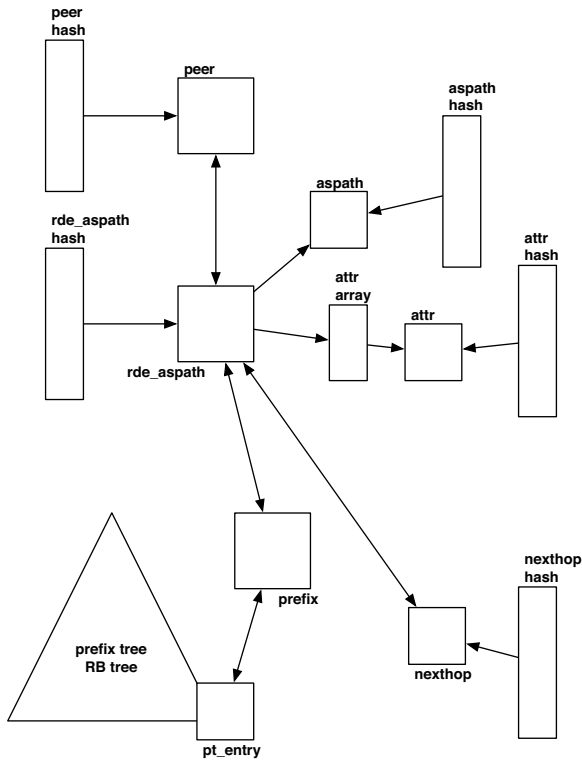 peer
hash
peer
aspath
hash
aspath
rde_aspath
hash
attr
hash
attr
array
attr
rde_aspath
nexthop
hash
prefix
prefix tree
RB tree
nexthop
pt_entry